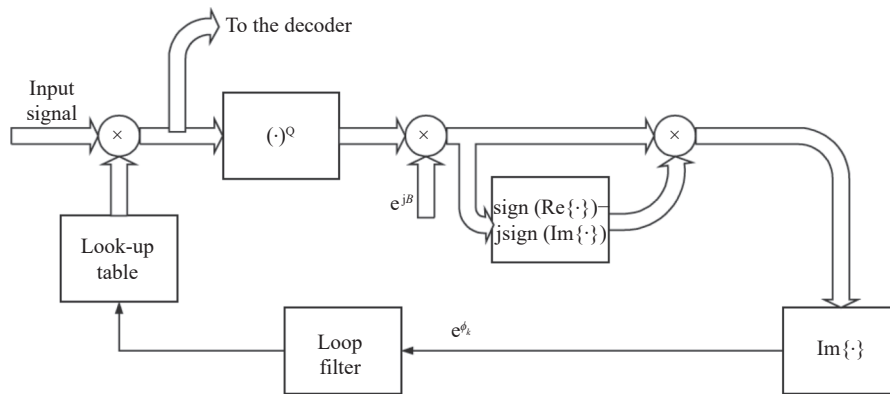 To the decoder
Input
signal
×
(·)^Q
×
×
e^{jB}
sign (Re{·})−
jsign (Im{·})
Look-up
table
e^{ϕ_k}
Loop
filter
Im{·}